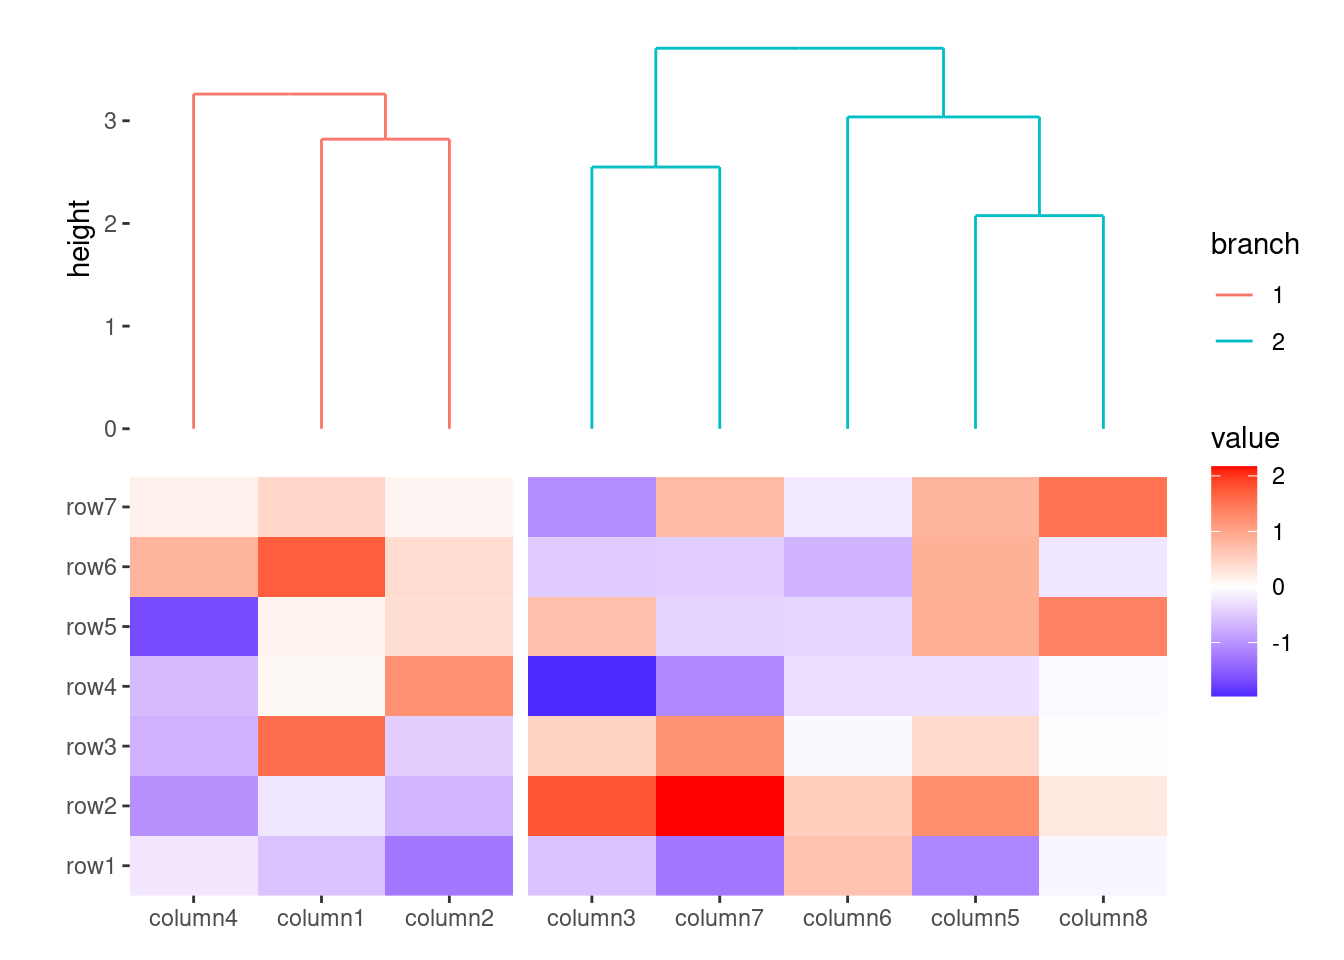 height
3
2
1
0
row7
row6
row5
row4
row3
row2
row1
column4 column1 column2 column3 column7 column6 column5 column8
branch
1
2
value
2
1
0
-1